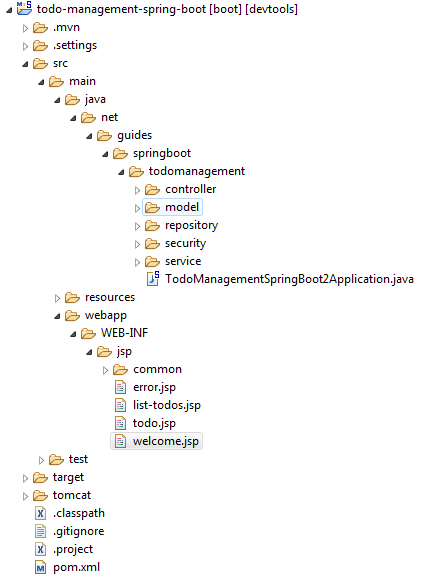 todo-management-spring-boot [boot] [devtools]
.mvn
.settings
src
main
java
net
guides
springboot
todomanagement
controller
model
repository
security
service
TodoManagementSpringBoot2Application.java
resources
webapp
WEB-INF
jsp
common
error.jsp
list-todos.jsp
todo.jsp
welcome.jsp
test
target
tomcat
.classpath
.gitignore
.project
pom.xml